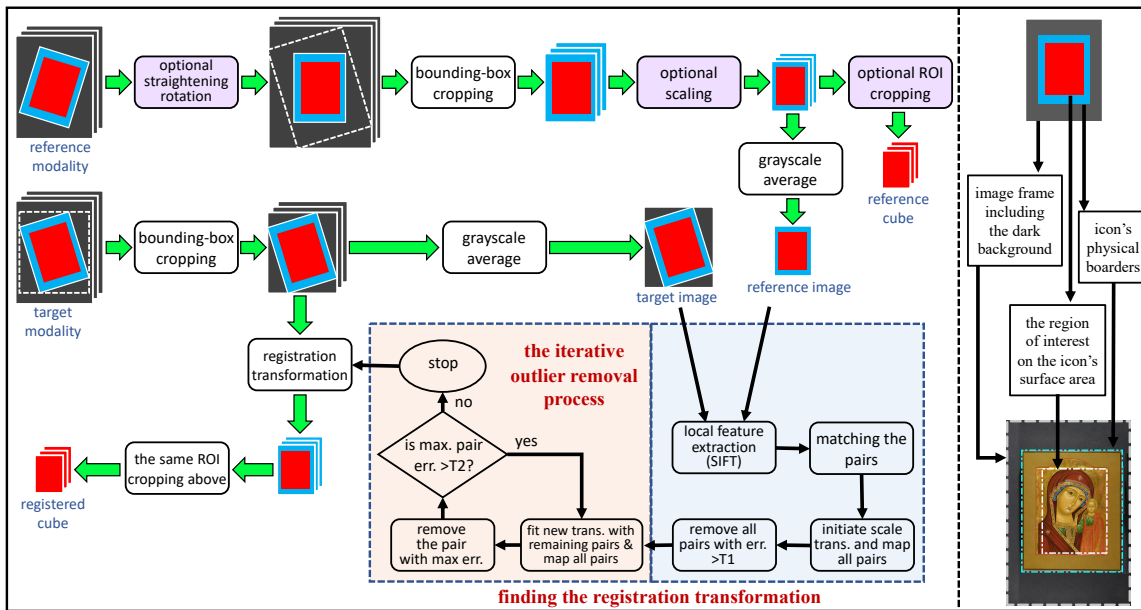 optional
straightening
rotation
bounding-box
cropping
optional
scaling
optional ROI
cropping
reference
modality
grayscale
average
reference
cube
bounding-box
cropping
grayscale
average
target
modality
target image
reference image
registration
transformation
stop
the iterative
outlier removal
process
no
is max. pair
err. >T2?
yes
local feature
extraction
(SIFT)
matching the
pairs
the same ROI
cropping above
registered
cube
remove
the pair
with max err.
fit new trans. with
remaining pairs &
map all pairs
remove all
pairs with err.
>T1
initiate scale
trans. and map
all pairs
finding the registration transformation
image frame
including
the dark
background
icon's
physical
boarders
the region
of interest
on the icon's
surface area